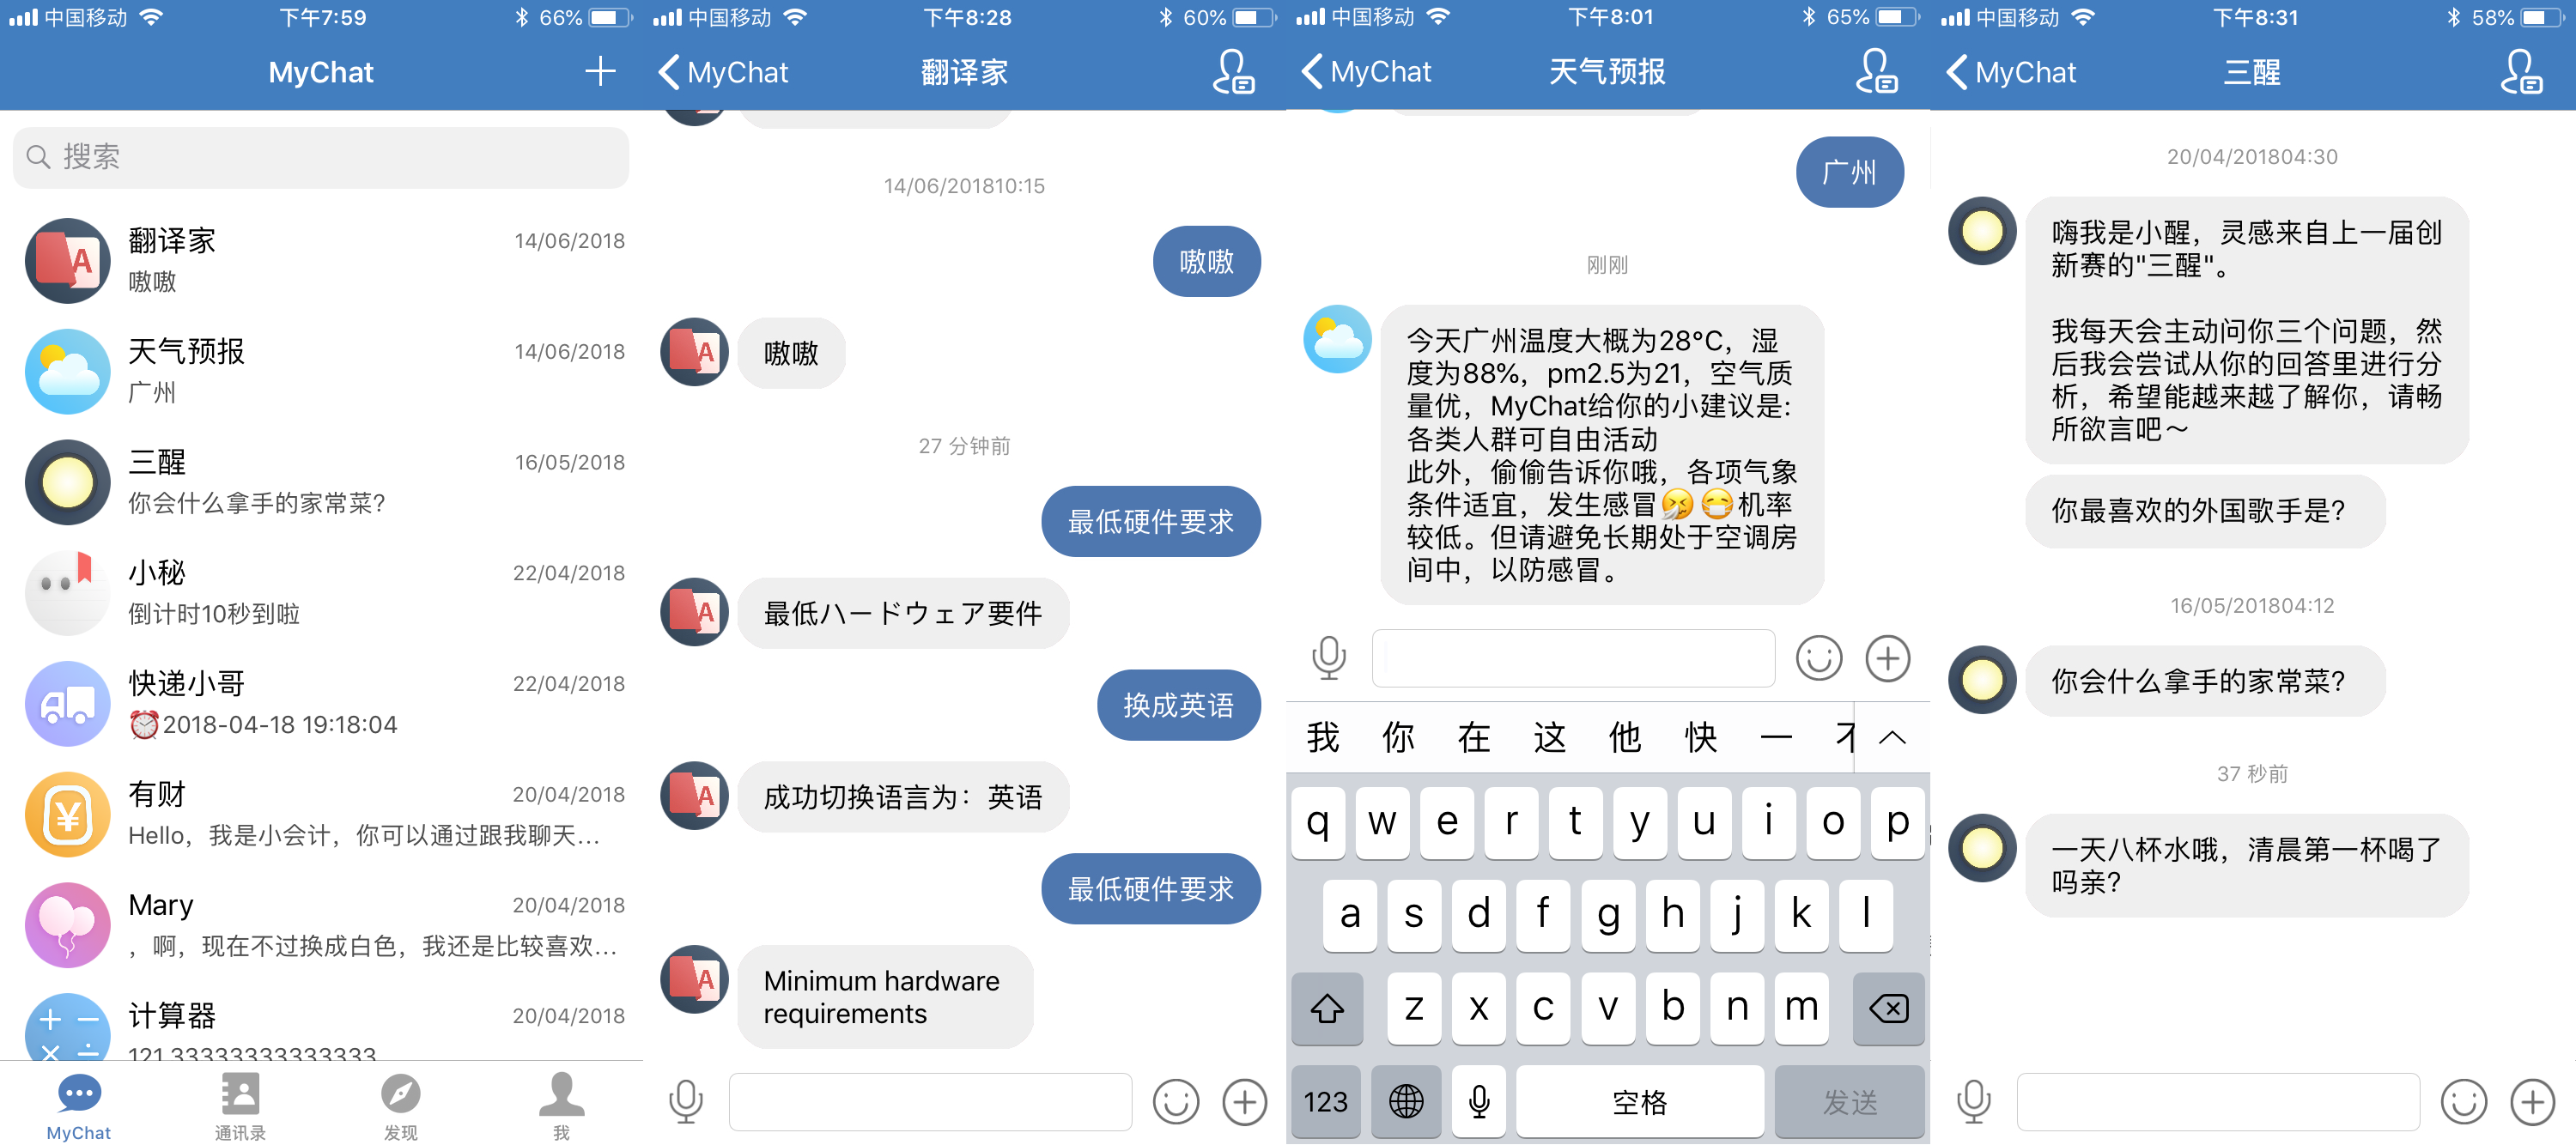 中国移动
下午7:59
66%
MyChat
搜索
翻译家
14/06/2018
嗷嗷
天气预报
14/06/2018
广州
三醒
16/05/2018
你会什么拿手的家常菜?
小秘
22/04/2018
倒计时10秒到啦
快递小哥
22/04/2018
⏰2018-04-18 19:18:04
有财
20/04/2018
Hello，我是小会计，你可以通过跟我聊天...
Mary
20/04/2018
，啊，现在不过换成白色，我还是比较喜欢...
计算器
20/04/2018
121.33333333333333
MyChat
通讯录
发现
我
中国移动
下午8:28
60%
MyChat
翻译家
14/06/201810:15
嗷嗷
嗷嗷
27 分钟前
最低硬件要求
最低ハードウェア要件
换成英语
成功切换语言为：英语
最低硬件要求
Minimum hardware
requirements
中国移动
下午8:01
65%
MyChat
天气预报
广州
刚刚
今天广州温度大概为28°C，湿
度为88%，pm2.5为21，空气质
量优，MyChat给你的小建议是:
各类人群可自由活动
此外，偷偷告诉你哦，各项气象
条件适宜，发生感冒🤧😷机率
较低。但请避免长期处于空调房
间中，以防感冒。
我 你 在 这 他 快 一 不
q w e r t y u i o p
a s d f g h j k l
z x c v b n m
123
空格
发送
中国移动
下午8:31
58%
MyChat
三醒
20/04/201804:30
嗨我是小醒，灵感来自上一届创
新赛的"三醒"。
我每天会主动问你三个问题，然
后我会尝试从你的回答里进行分
析，希望能越来越了解你，请畅
所欲言吧～
你最喜欢的外国歌手是?
16/05/201804:12
你会什么拿手的家常菜?
37 秒前
一天八杯水哦，清晨第一杯喝了
吗亲?